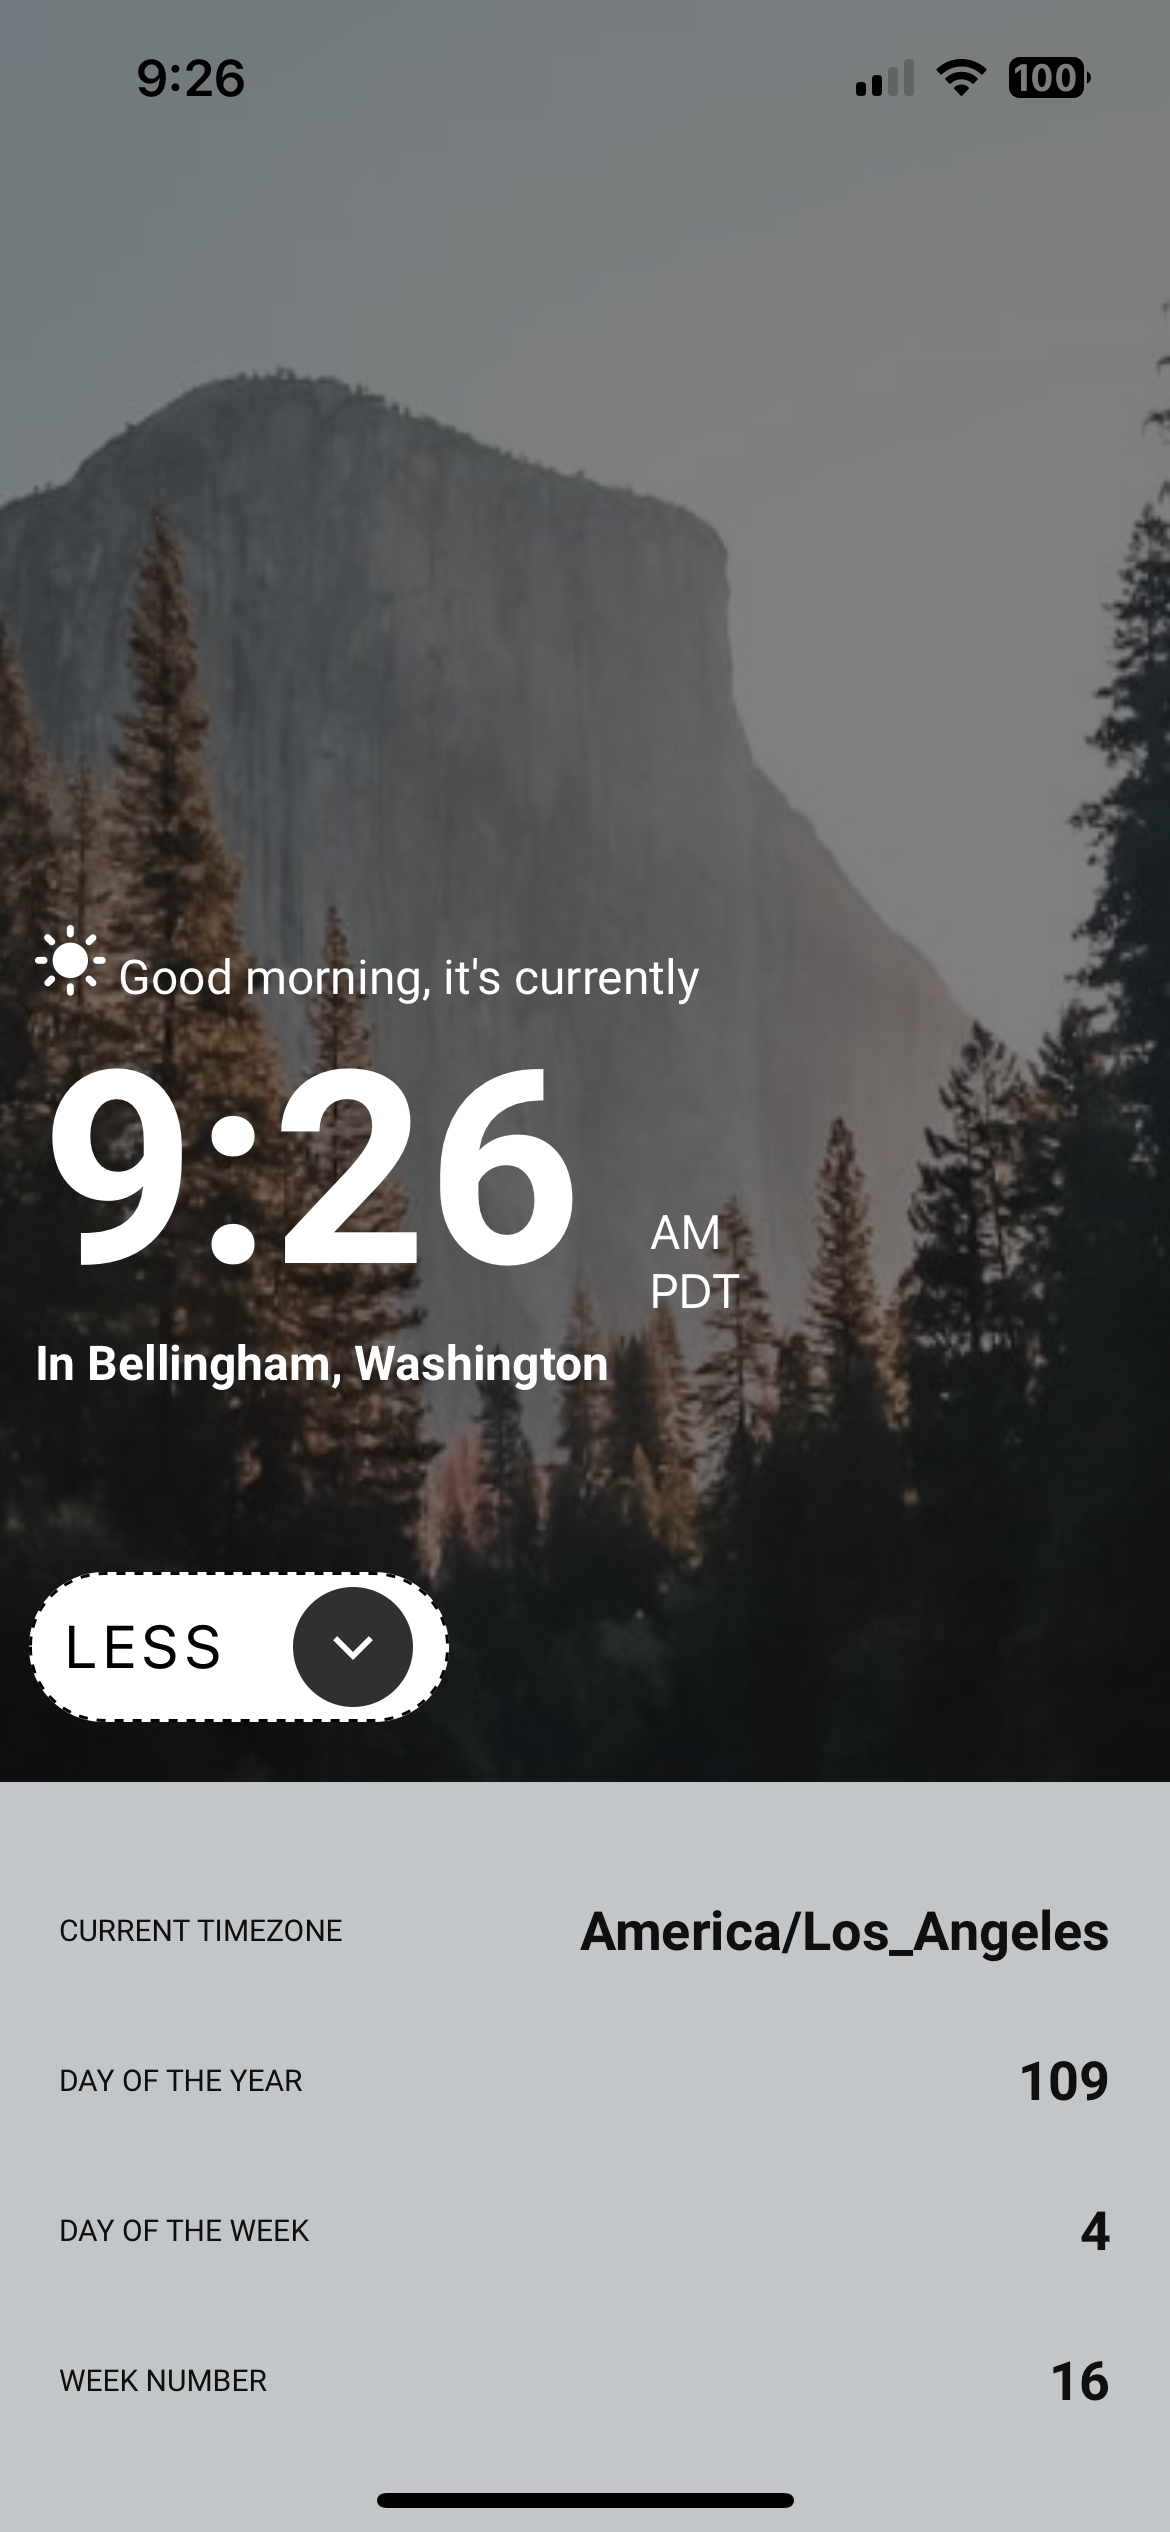 9:26
100
Good morning, it's currently
9:26
AM
PDT
In Bellingham, Washington
LESS
CURRENT TIMEZONE America/Los_Angeles
DAY OF THE YEAR 109
DAY OF THE WEEK 4
WEEK NUMBER 16